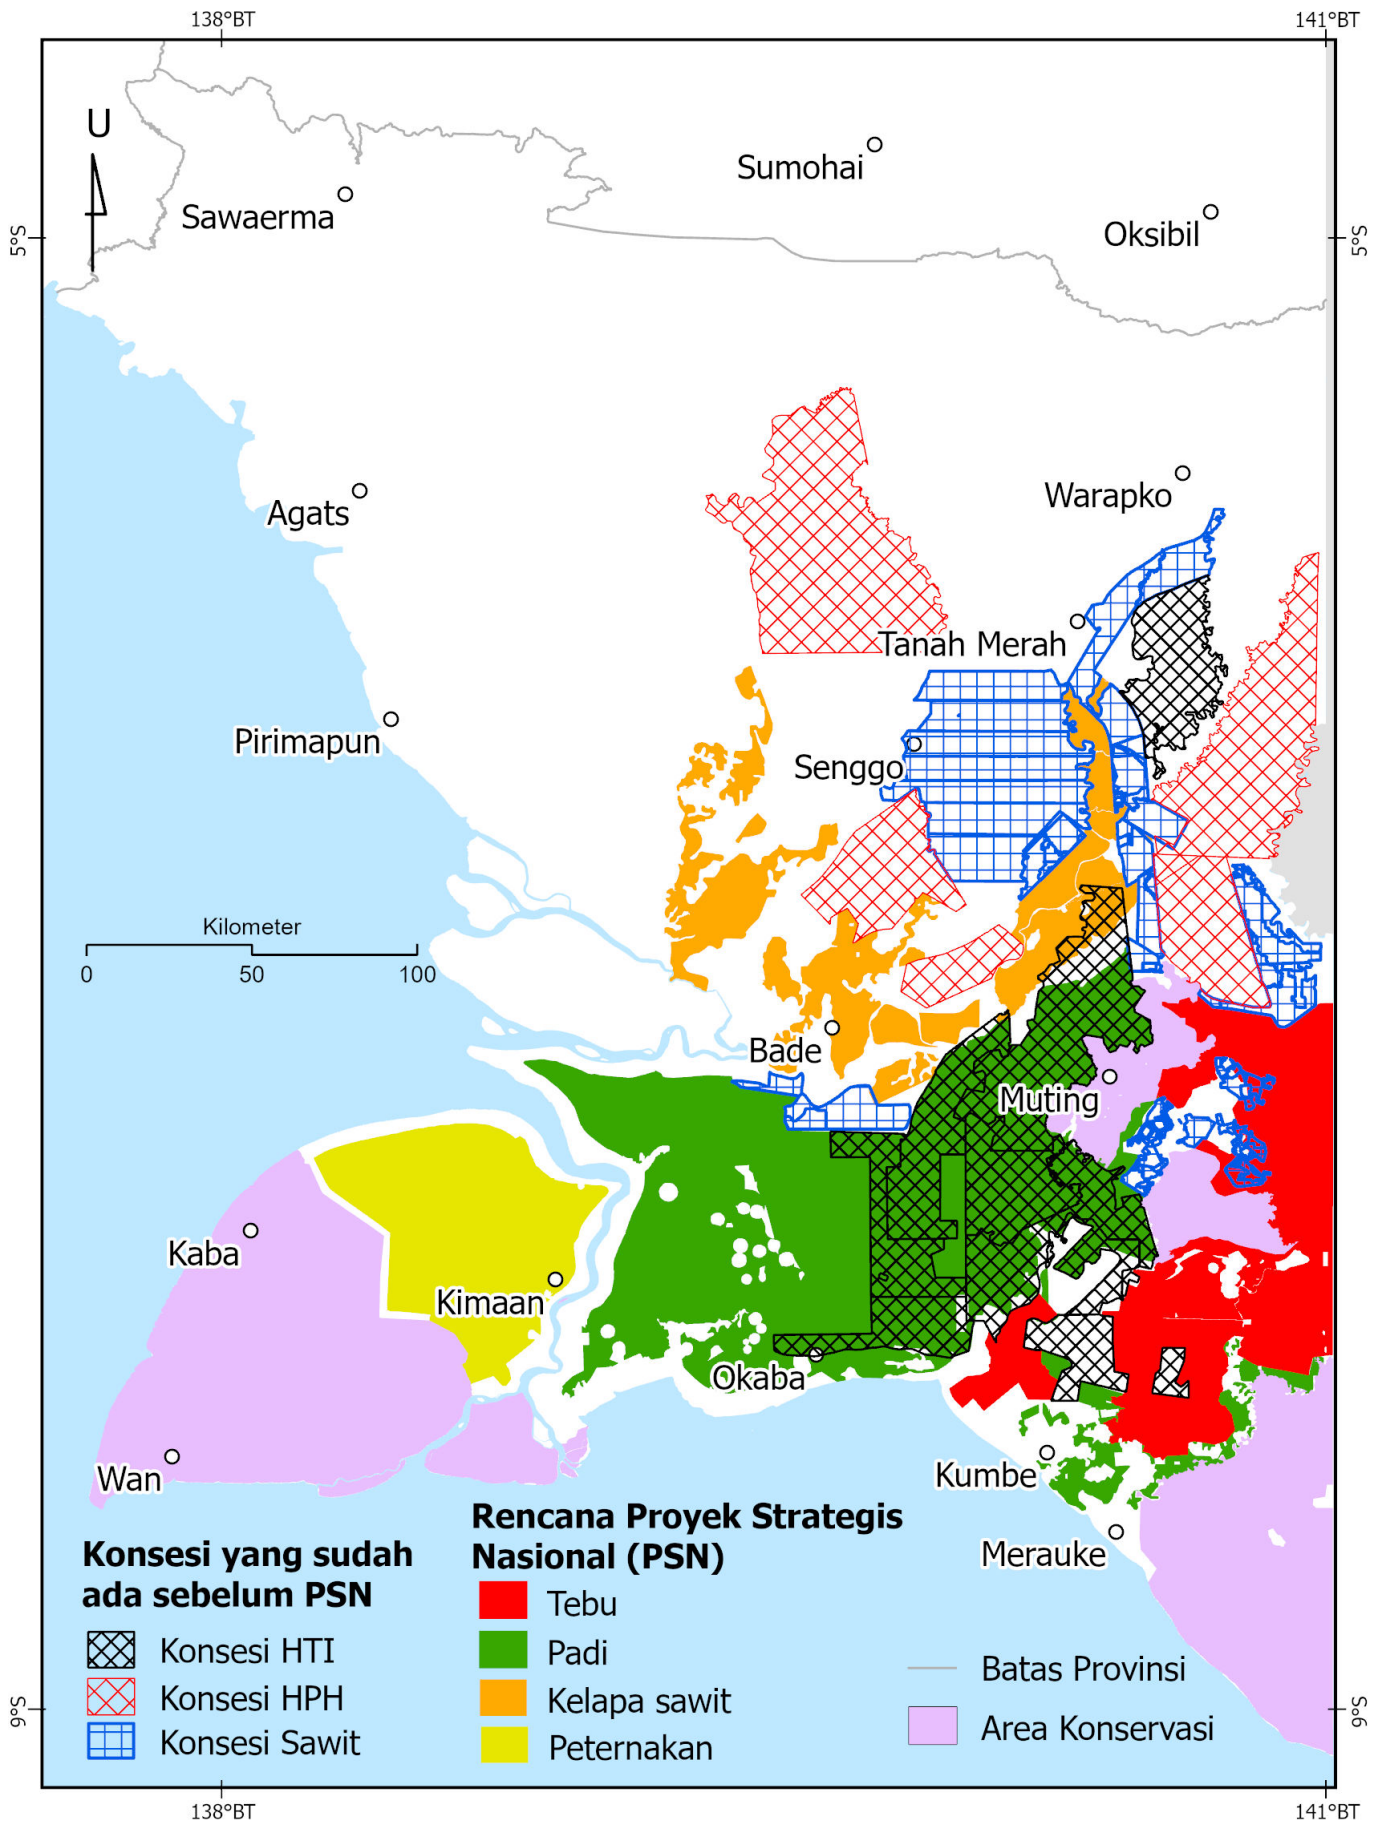 138°BT
141°BT
U
Sumohai
Sawaerma
Oksibil
5°S
5°S
Warapko
Agats
Tanah Merah
Pirimapun
Senggo
Kilometer
0
50
100
Bade
Muting
Kaba
Kimaan
Okaba
Wan
Kumbe
Merauke
Konsesi yang sudah
ada sebelum PSN
Konsesi HTI
Konsesi HPH
Konsesi Sawit
Rencana Proyek Strategis
Nasional (PSN)
Tebu
Padi
Kelapa sawit
Peternakan
Batas Provinsi
Area Konservasi
9°S
9°S
138°BT
141°BT